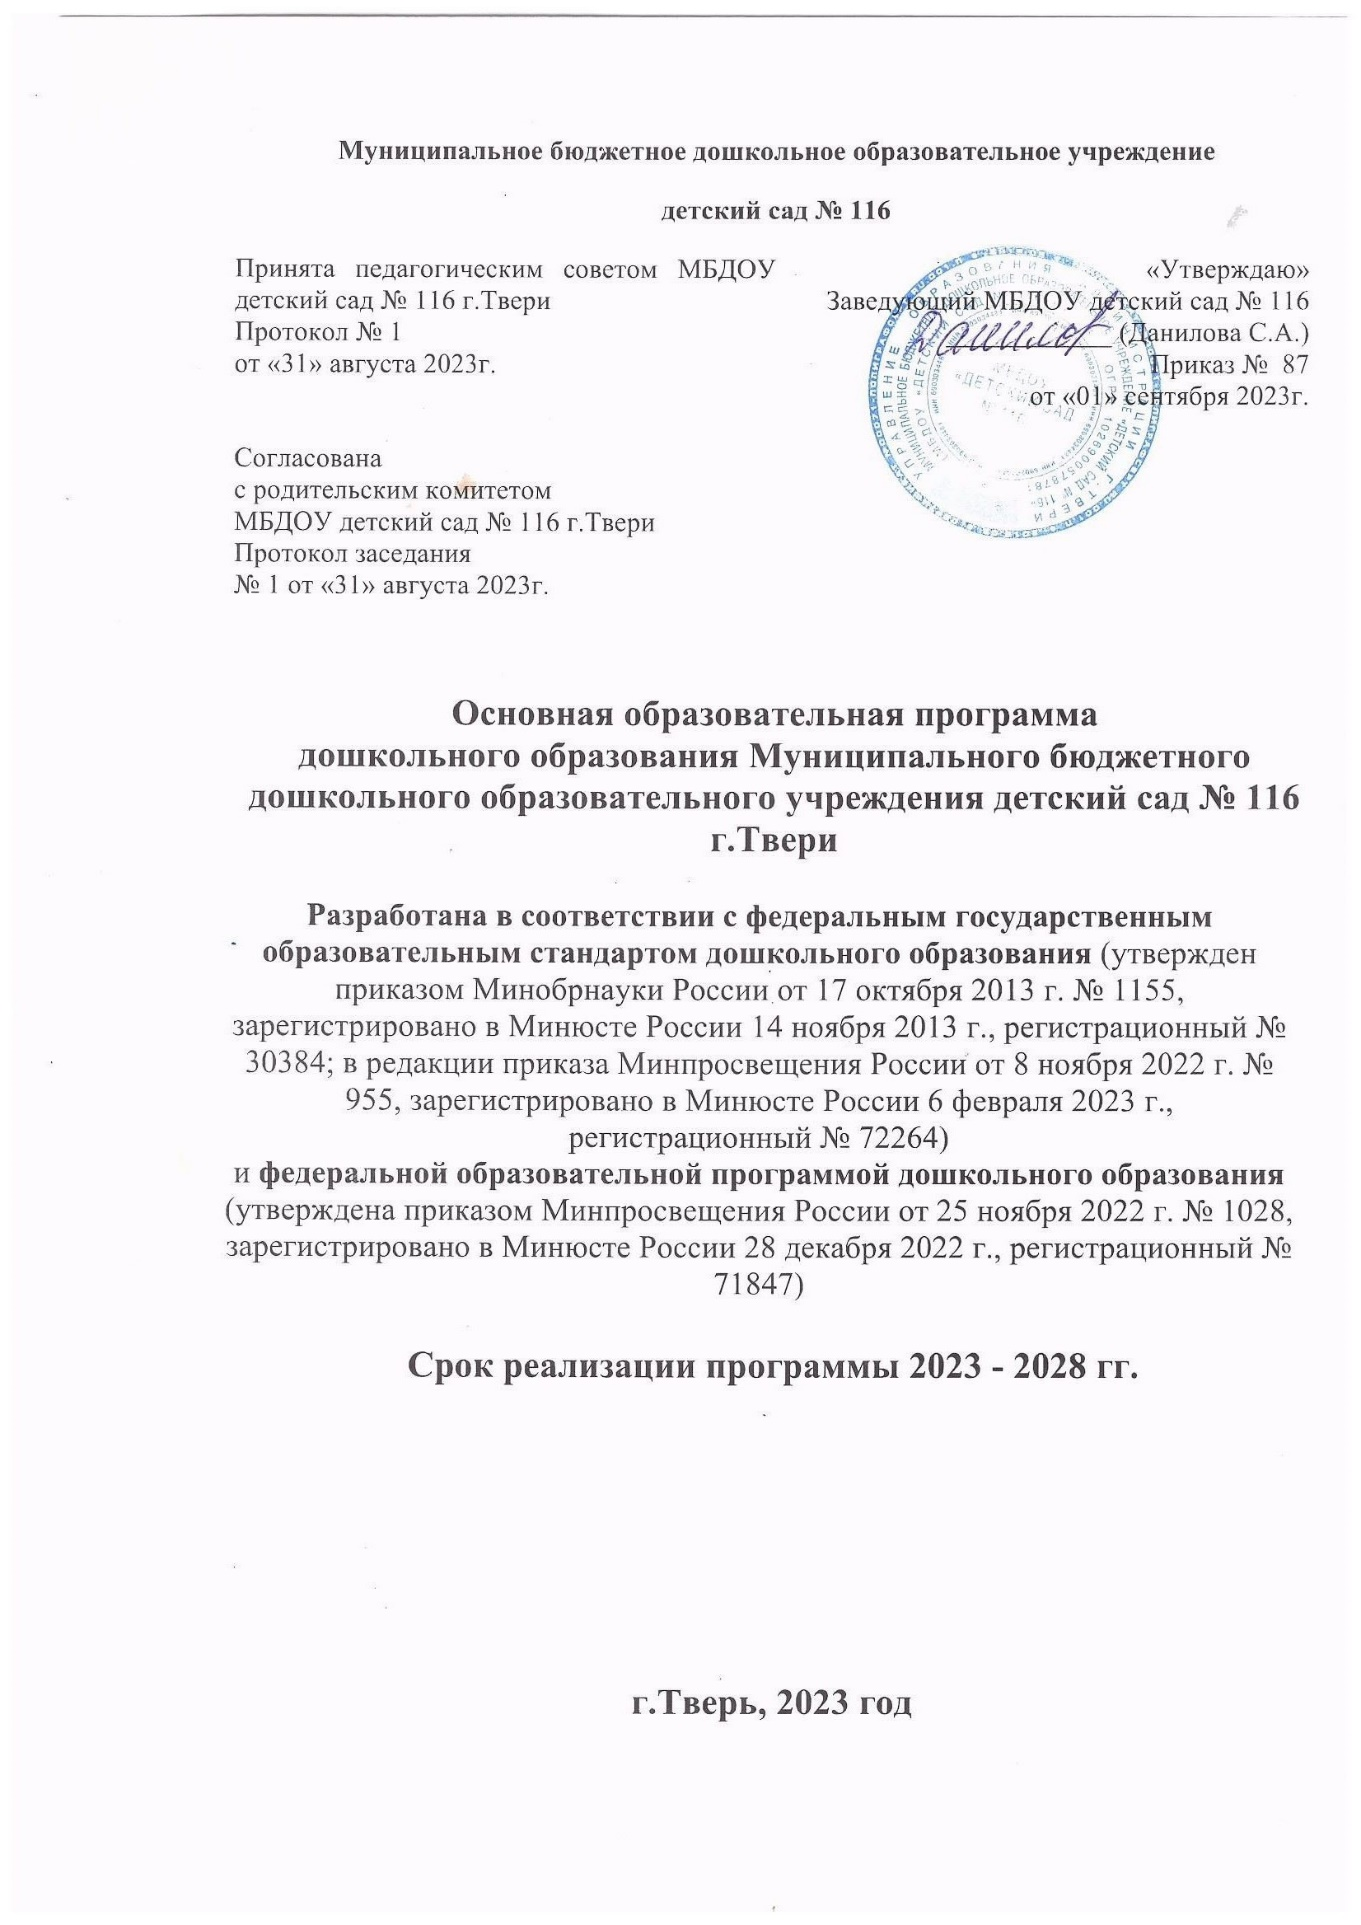 Муниципальное бюджетное дошкольное образовательное учреждение
детский сад № 116
Принята педагогическим советом МБДОУ
детский сад № 116 г.Твери
Протокол № 1
от «31» августа 2023г.
«Утверждаю»
Заведующий МБДОУ детский сад № 116
(Данилова С.А.)
Приказ № 87
от «01» сентября 2023г.
Согласована
с родительским комитетом
МБДОУ детский сад № 116 г.Твери
Протокол заседания
№ 1 от «31» августа 2023г.
Основная образовательная программа
дошкольного образования Муниципального бюджетного
дошкольного образовательного учреждения детский сад № 116
г.Твери
Разработана в соответствии с федеральным государственным
образовательным стандартом дошкольного образования (утвержден
приказом Минобрнауки России от 17 октября 2013 г. № 1155,
зарегистрировано в Минюсте России 14 ноября 2013 г., регистрационный №
30384; в редакции приказа Минпросвещения России от 8 ноября 2022 г. №
955, зарегистрировано в Минюсте России 6 февраля 2023 г.,
регистрационный № 72264)
и федеральной образовательной программой дошкольного образования
(утверждена приказом Минпросвещения России от 25 ноября 2022 г. № 1028,
зарегистрировано в Минюсте России 28 декабря 2022 г., регистрационный №
71847)
Срок реализации программы 2023 - 2028 гг.
г.Тверь, 2023 год